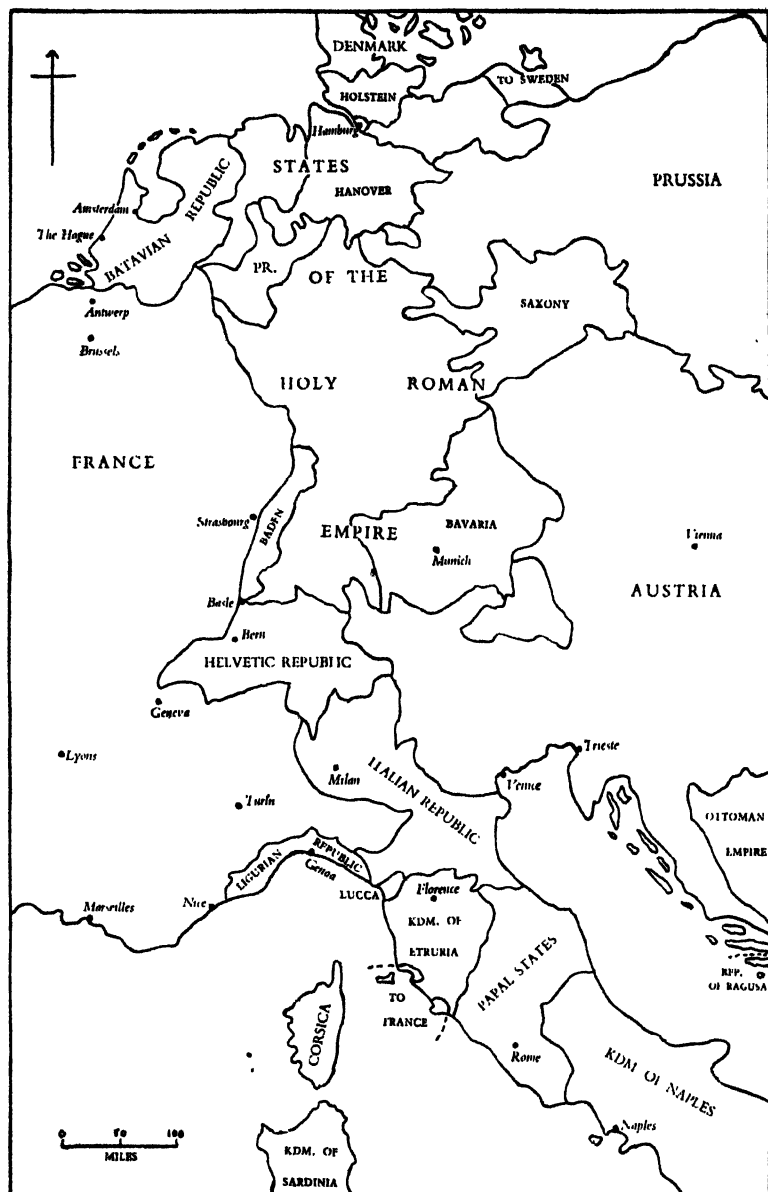 DENMARK
TO SWEDEN
HOLSTEIN
Hamburg
STATES
HANOVER
PRUSSIA
BATAVIAN REPUBLIC
Amsterdam
The Hague
PR.
OF THE
SAXONY
Antwerp
Brussels
HOLY ROMAN
FRANCE
Strasbourg
BADEN
EMPIRE
BAVARIA
Munich
Vienna
AUSTRIA
Basle
Bern
HELVETIC REPUBLIC
Geneva
Lyons
Milan
ITALIAN REPUBLIC
Venice
Trieste
Turin
OTTOMAN
EMPIRE
LIGURIAN REPUBLIC
Genoa
LUCCA
Florence
Marseilles
Nice
KDM. OF
ETRURIA
PAPAL STATES
REP.
OF RAGUSA
TO
FRANCE
CORSICA
Rome
KDM. OF NAPLES
Naples
0 50 100
MILES
KDM. OF
SARDINIA